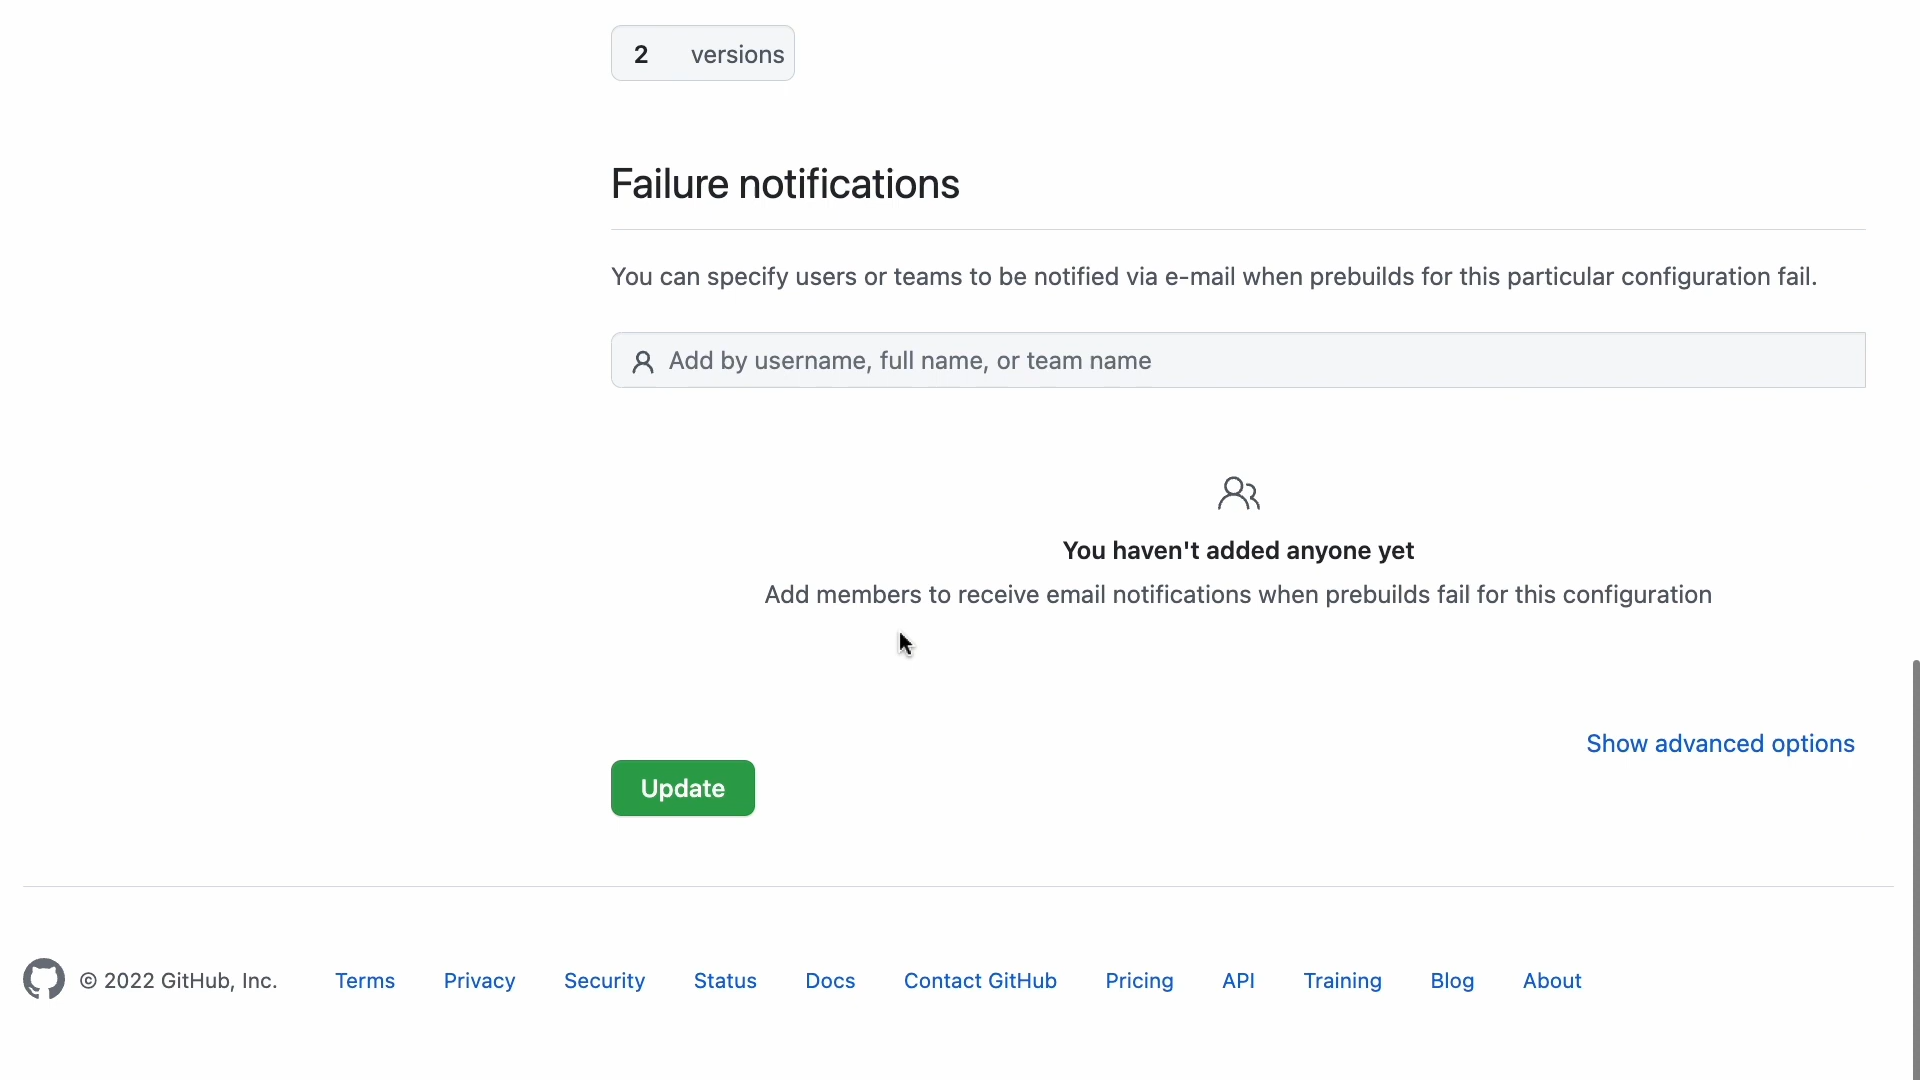 2 versions
Failure notifications
You can specify users or teams to be notified via e-mail when prebuilds for this particular configuration fail.
Add by username, full name, or team name
You haven't added anyone yet
Add members to receive email notifications when prebuilds fail for this configuration
Show advanced options
Update
© 2022 GitHub, Inc. Terms Privacy Security Status Docs Contact GitHub Pricing API Training Blog About